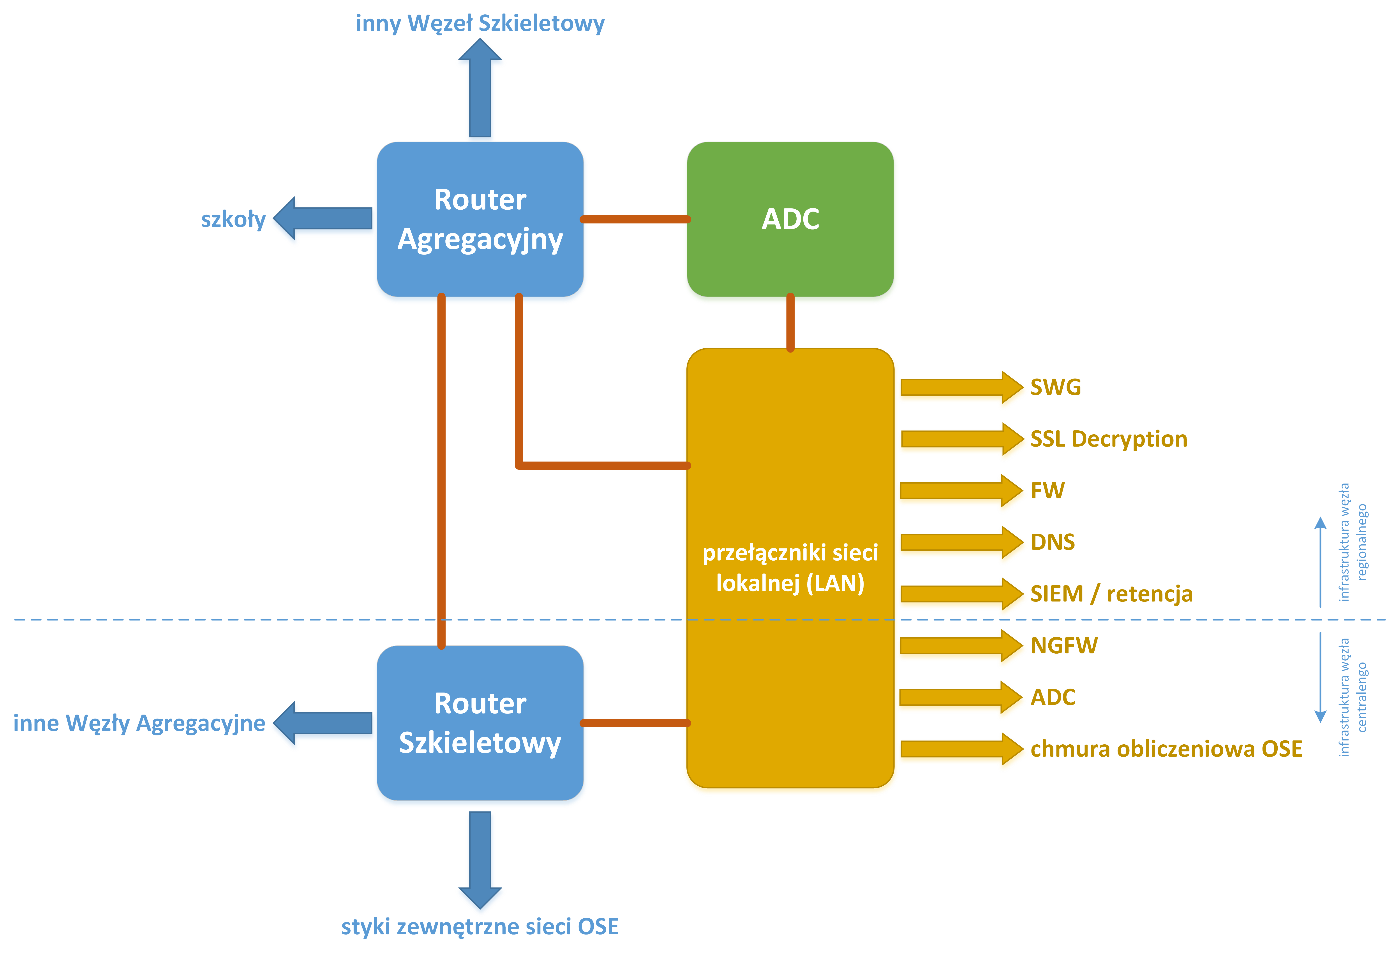 inny Węzeł Szkieletowy
Router
Agregacyjny
ADC
szkoły
SWG
SSL Decryption
FW
DNS
SIEM / retencja
przełączniki sieci
lokalnej (LAN)
infrastruktura węzła
regionalnego
NGFW
ADC
chmura obliczeniowa OSE
infrastruktura węzła
centralengo
Router
Szkieletowy
inne Węzły Agregacyjne
styki zewnętrzne sieci OSE